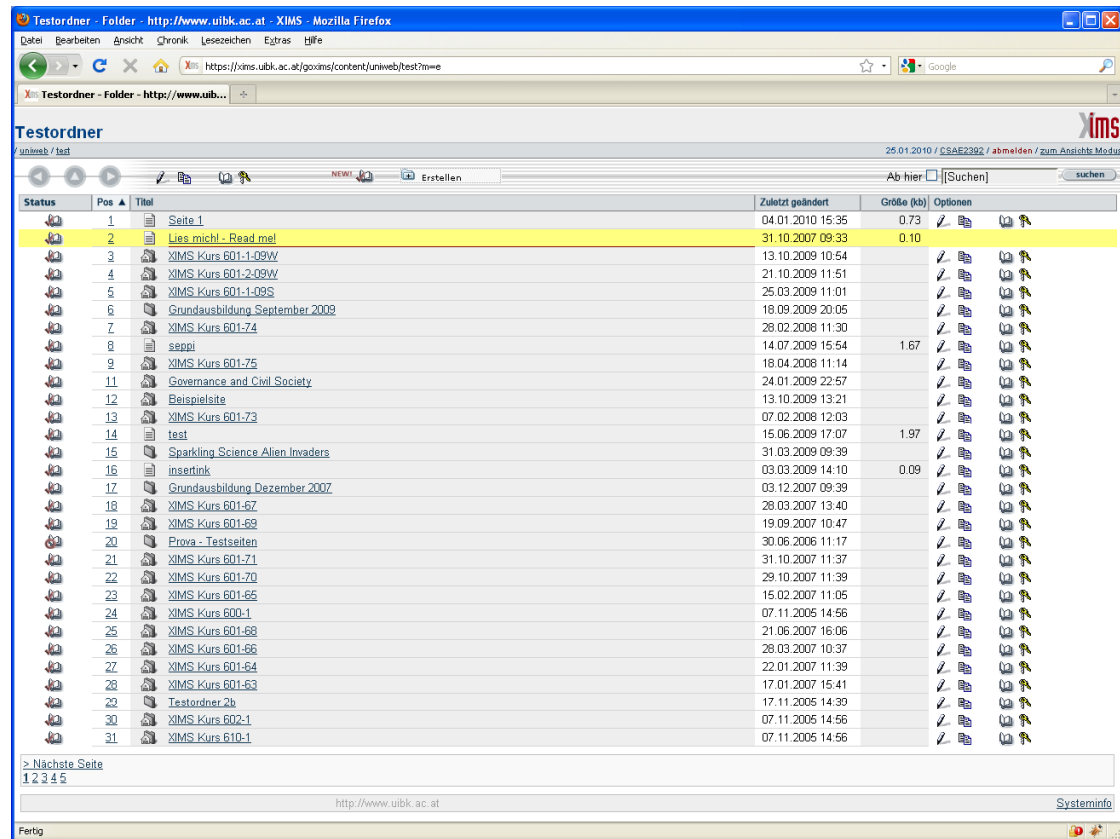 Testordner - Folder - http://www.uibk.ac.at - XIMS - Mozilla Firefox
Datei Bearbeiten Ansicht Chronik Lesezeichen Extras Hilfe
Xims https://xims.uibk.ac.at/goxims/content/uniweb/test?m=e Google
Xims Testordner - Folder - http://www.uib...
Testordner Xims
/ uniweb / test 25.01.2010 / CSAE2392 / abmelden / zum Ansichts Modus
NEW! Erstellen Ab hier [Suchen] suchen
Status Pos ▲ Titel Zuletzt geändert Größe (kb) Optionen
1 Seite 1 04.01.2010 15:35 0.73
2 Lies mich! - Read me! 31.10.2007 09:33 0.10
3 XIMS Kurs 601-1-09W 13.10.2009 10:54
4 XIMS Kurs 601-2-09W 21.10.2009 11:51
5 XIMS Kurs 601-1-09S 25.03.2009 11:01
6 Grundausbildung September 2009 18.09.2009 20:05
7 XIMS Kurs 601-74 28.02.2008 11:30
8 seppi 14.07.2009 15:54 1.67
9 XIMS Kurs 601-75 18.04.2008 11:14
11 Governance and Civil Society 24.01.2009 22:57
12 Beispielsite 13.10.2009 13:21
13 XIMS Kurs 601-73 07.02.2008 12:03
14 test 15.06.2009 17:07 1.97
15 Sparkling Science Alien Invaders 31.03.2009 09:39
16 insertink 03.03.2009 14:10 0.09
17 Grundausbildung Dezember 2007 03.12.2007 09:39
18 XIMS Kurs 601-67 28.03.2007 13:40
19 XIMS Kurs 601-69 19.09.2007 10:47
20 Prova - Testseiten 30.06.2006 11:17
21 XIMS Kurs 601-71 31.10.2007 11:37
22 XIMS Kurs 601-70 29.10.2007 11:39
23 XIMS Kurs 601-65 15.02.2007 11:05
24 XIMS Kurs 600-1 07.11.2005 14:56
25 XIMS Kurs 601-68 21.06.2007 16:06
26 XIMS Kurs 601-66 28.03.2007 10:37
27 XIMS Kurs 601-64 22.01.2007 11:39
28 XIMS Kurs 601-63 17.01.2007 15:41
29 Testordner 2b 17.11.2005 14:39
30 XIMS Kurs 602-1 07.11.2005 14:56
31 XIMS Kurs 610-1 07.11.2005 14:56
> Nächste Seite
1 2 3 4 5
http://www.uibk.ac.at Systeminfo
Fertig